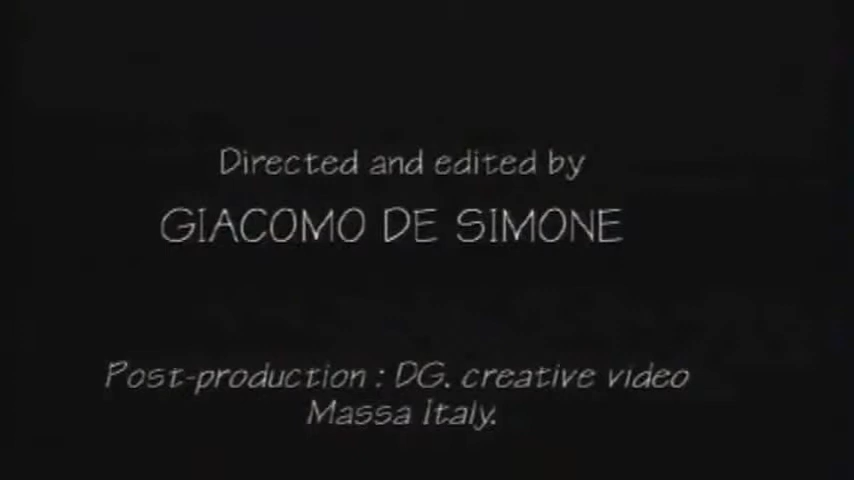 Directed and edited by
GIACOMO DE SIMONE
Post-production : DG. creative video
Massa Italy.